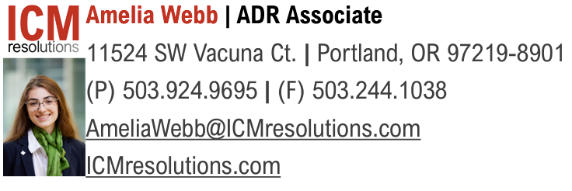 ICM
resolutions
Amelia Webb | ADR Associate
11524 SW Vacuna Ct. | Portland, OR 97219-8901
(P) 503.924.9695 | (F) 503.244.1038
AmeliaWebb@ICMresolutions.com
ICMresolutions.com